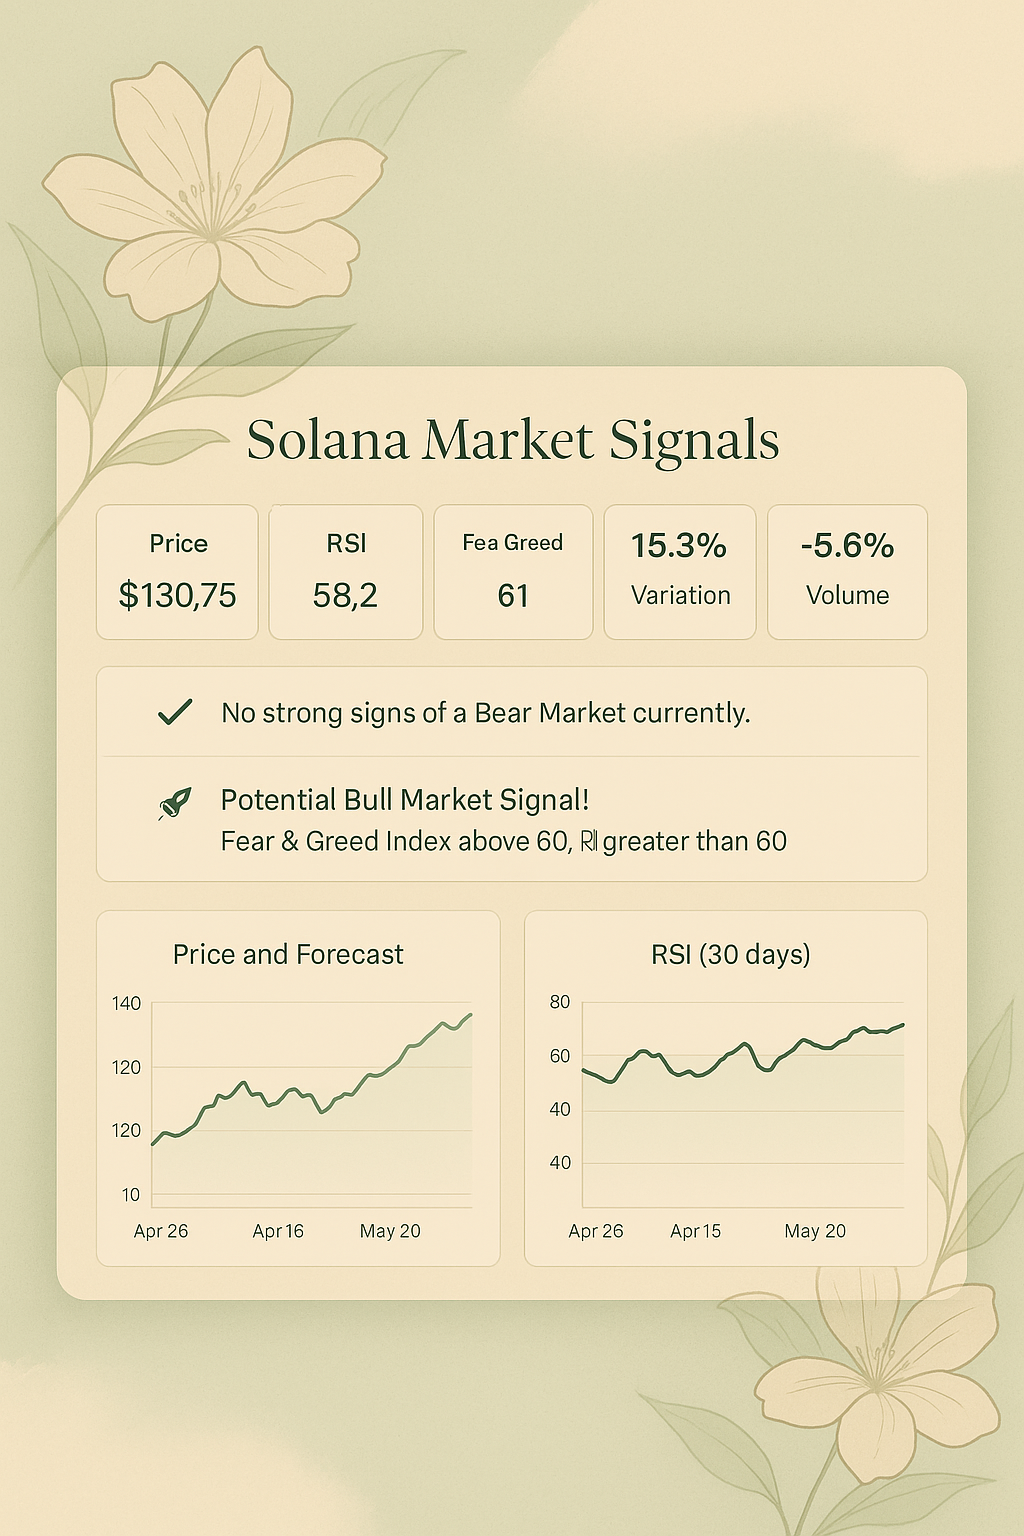 Solana Market Signals
Price
$130,75
RSI
58,2
Fea Greed
61
15.3%
Variation
-5.6%
Volume
No strong signs of a Bear Market currently.
Potential Bull Market Signal!
Fear & Greed Index above 60, greater than 60
Price and Forecast
140
120
120
10
Apr 26
Apr 16
May 20
RSI (30 days)
80
60
40
40
Apr 26
Apr 15
May 20